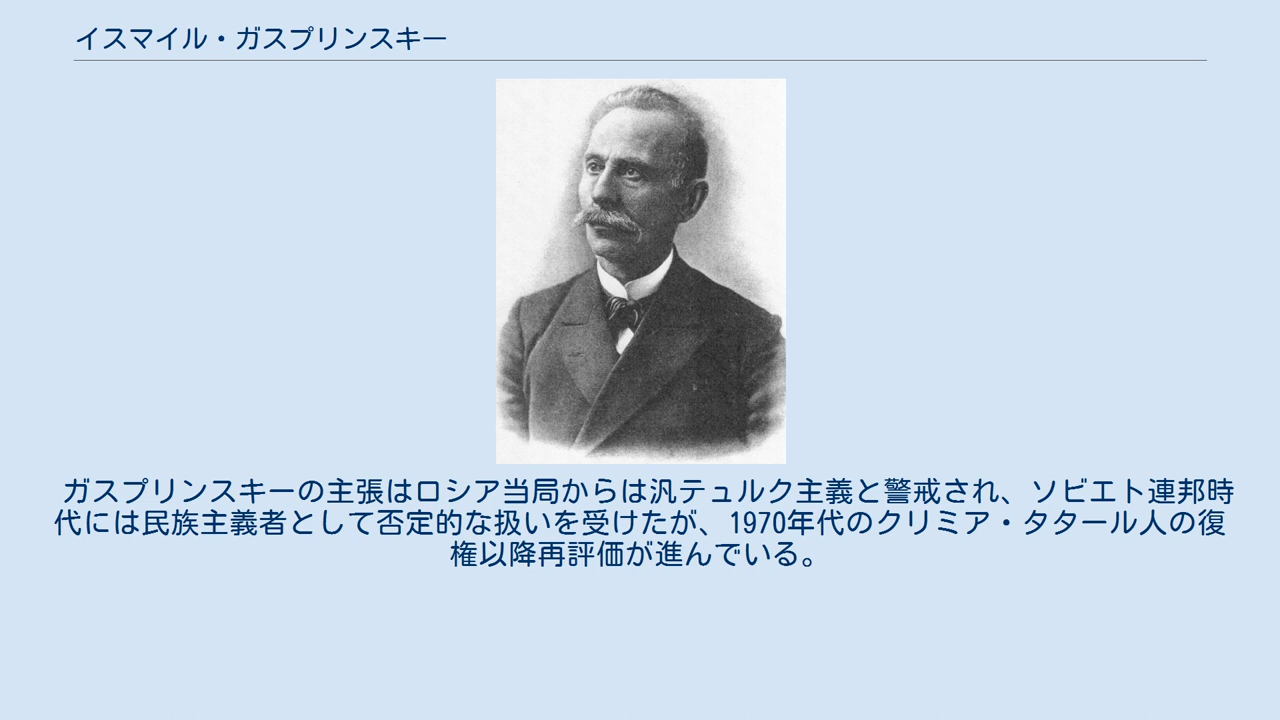 イスマイル・ガスプリンスキー
ガスプリンスキーの主張はロシア当局からは汎テュルク主義と警戒され、ソビエト連邦時
代には民族主義者として否定的な扱いを受けたが、1970年代のクリミア・タタール人の復
権以降再評価が進んでいる。